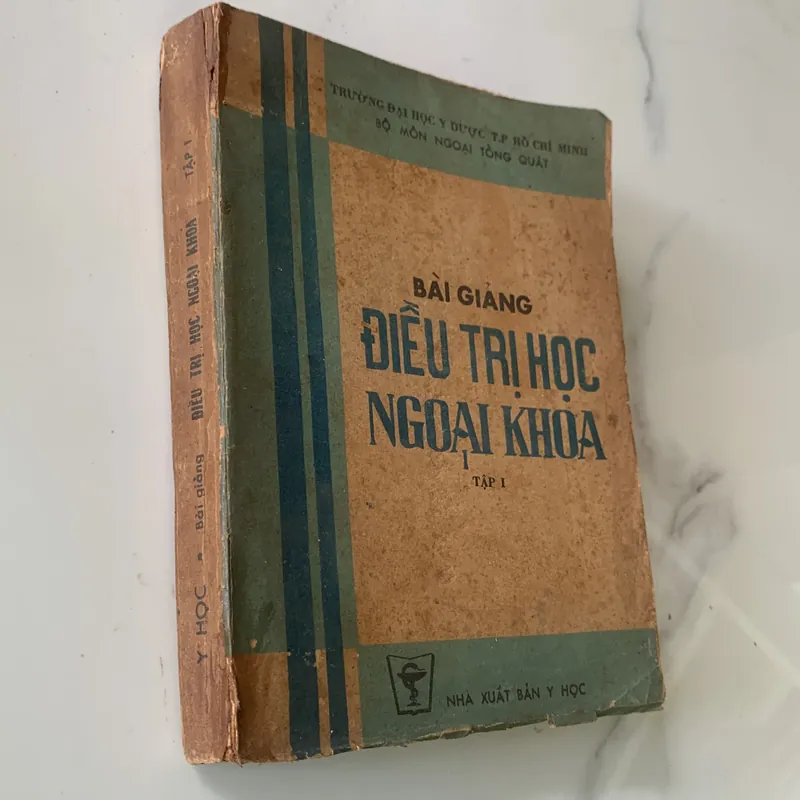 TRƯỜNG ĐẠI HỌC Y DƯỢC T.P HỒ CHÍ MINH
BỘ MÔN NGOẠI TỔNG QUÁT
BÀI GIẢNG
ĐIỀU TRỊ HỌC
NGOẠI KHOA
TẬP I
NHÀ XUẤT BẢN Y HỌC
Y HỌC • Bài giảng ĐIỀU TRỊ HỌC NGOẠI KHOA TẬP I